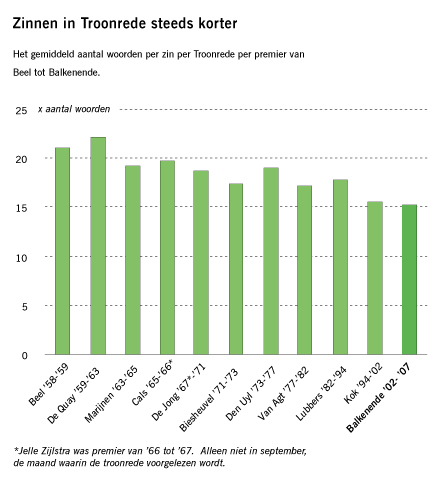 Zinnen in Troonrede steeds korter
Het gemiddeld aantal woorden per zin per Troonrede per premier van
Beel tot Balkenende.
25 x aantal woorden
20
15
10
5
0
Beel '58-'59
De Quay '59-'63
Marijnen '63-'65
Cals '65-'66*
De Jong '67*-'71
Biesheuvel '71-'73
Den Uyl '73-'77
Van Agt '77-'82
Lubbers '82-'94
Kok '94-'02
Balkenende '02- '07
*Jelle Zijlstra was premier van '66 tot '67. Alleen niet in september,
de maand waarin de troonrede voorgelezen wordt.